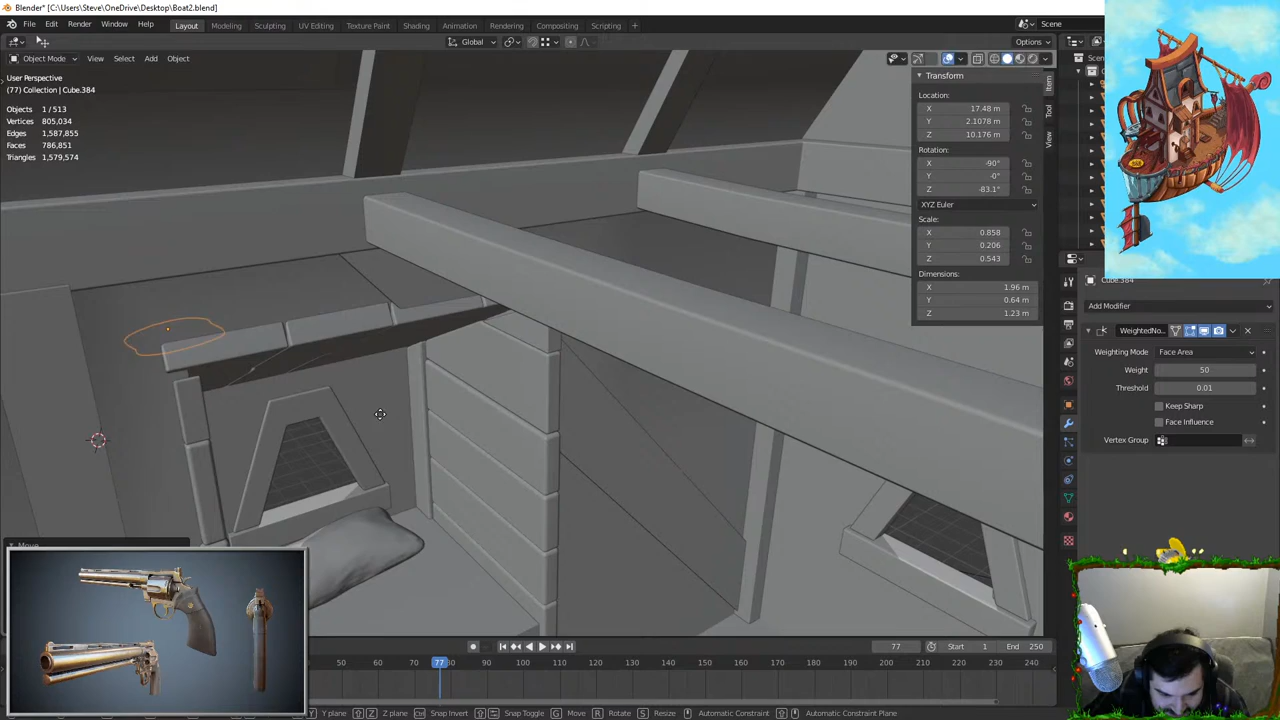 Blender* [C:\Users\Steve\OneDrive\Desktop\Boat2.blend]
File Edit Render Window Help Layout Modeling Sculpting UV Editing Texture Paint Shading Animation Rendering Compositing Scripting Scene
Global Options
Object Mode View Select Add Object
User Perspective
(77) Collection | Cube.384
Objects 1 / 513
Vertices 805,034
Edges 1,587,855
Faces 786,851
Triangles 1,579,574
Transform
Location:
X 17.48 m
Y 2.1078 m
Z 10.176 m
Rotation:
X -90°
Y -0°
Z -83.1°
XYZ Euler
Scale:
X 0.858
Y 0.206
Z 0.543
Dimensions:
X 1.96 m
Y 0.64 m
Z 1.23 m
Item
Tool
View
Cube.384
Add Modifier
WeightedNo..
Weighting Mode Face Area
Weight 50
Threshold 0.01
Keep Sharp
Face Influence
Vertex Group
Move
77 Start 1 End 250
50 60 70 77 80 90 100 110 120 130 140 150 160 170 180 190 200 210 220 230 240 250
Y Y plane Z Z plane Snap Invert Snap Toggle G Move R Rotate S Resize Automatic Constraint Automatic Constraint Plane